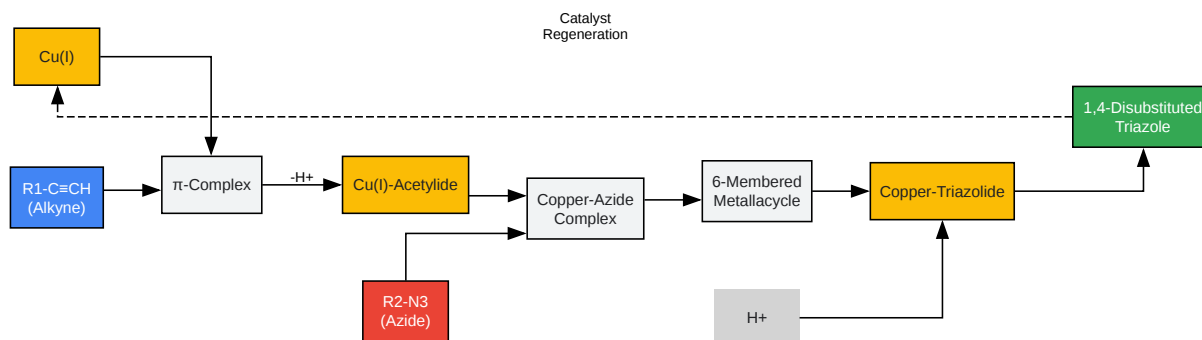 Catalyst
Regeneration
Cu(I)
1,4-Disubstituted
Triazole
R1-C≡CH
(Alkyne)
π-Complex
-H+
Cu(I)-Acetylide
Copper-Azide
Complex
6-Membered
Metallacycle
Copper-Triazolide
R2-N3
(Azide)
H+